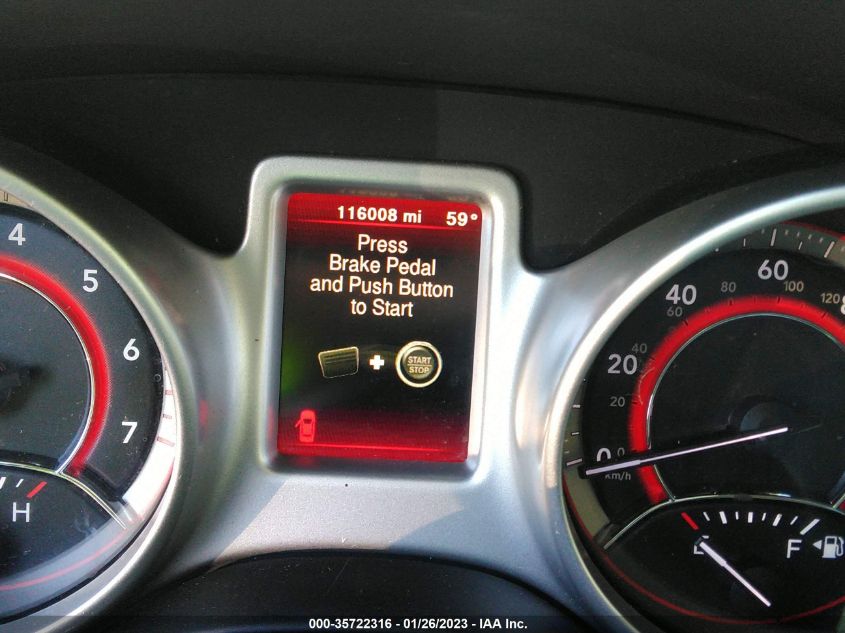 116008 mi 59°
Press
Brake Pedal
and Push Button
to Start
START
STOP
4
5
6
7
H
0
20
40
60
0
20
40
60
80
100
120
km/h
F
000-35722316 - 01/26/2023 - IAA Inc.